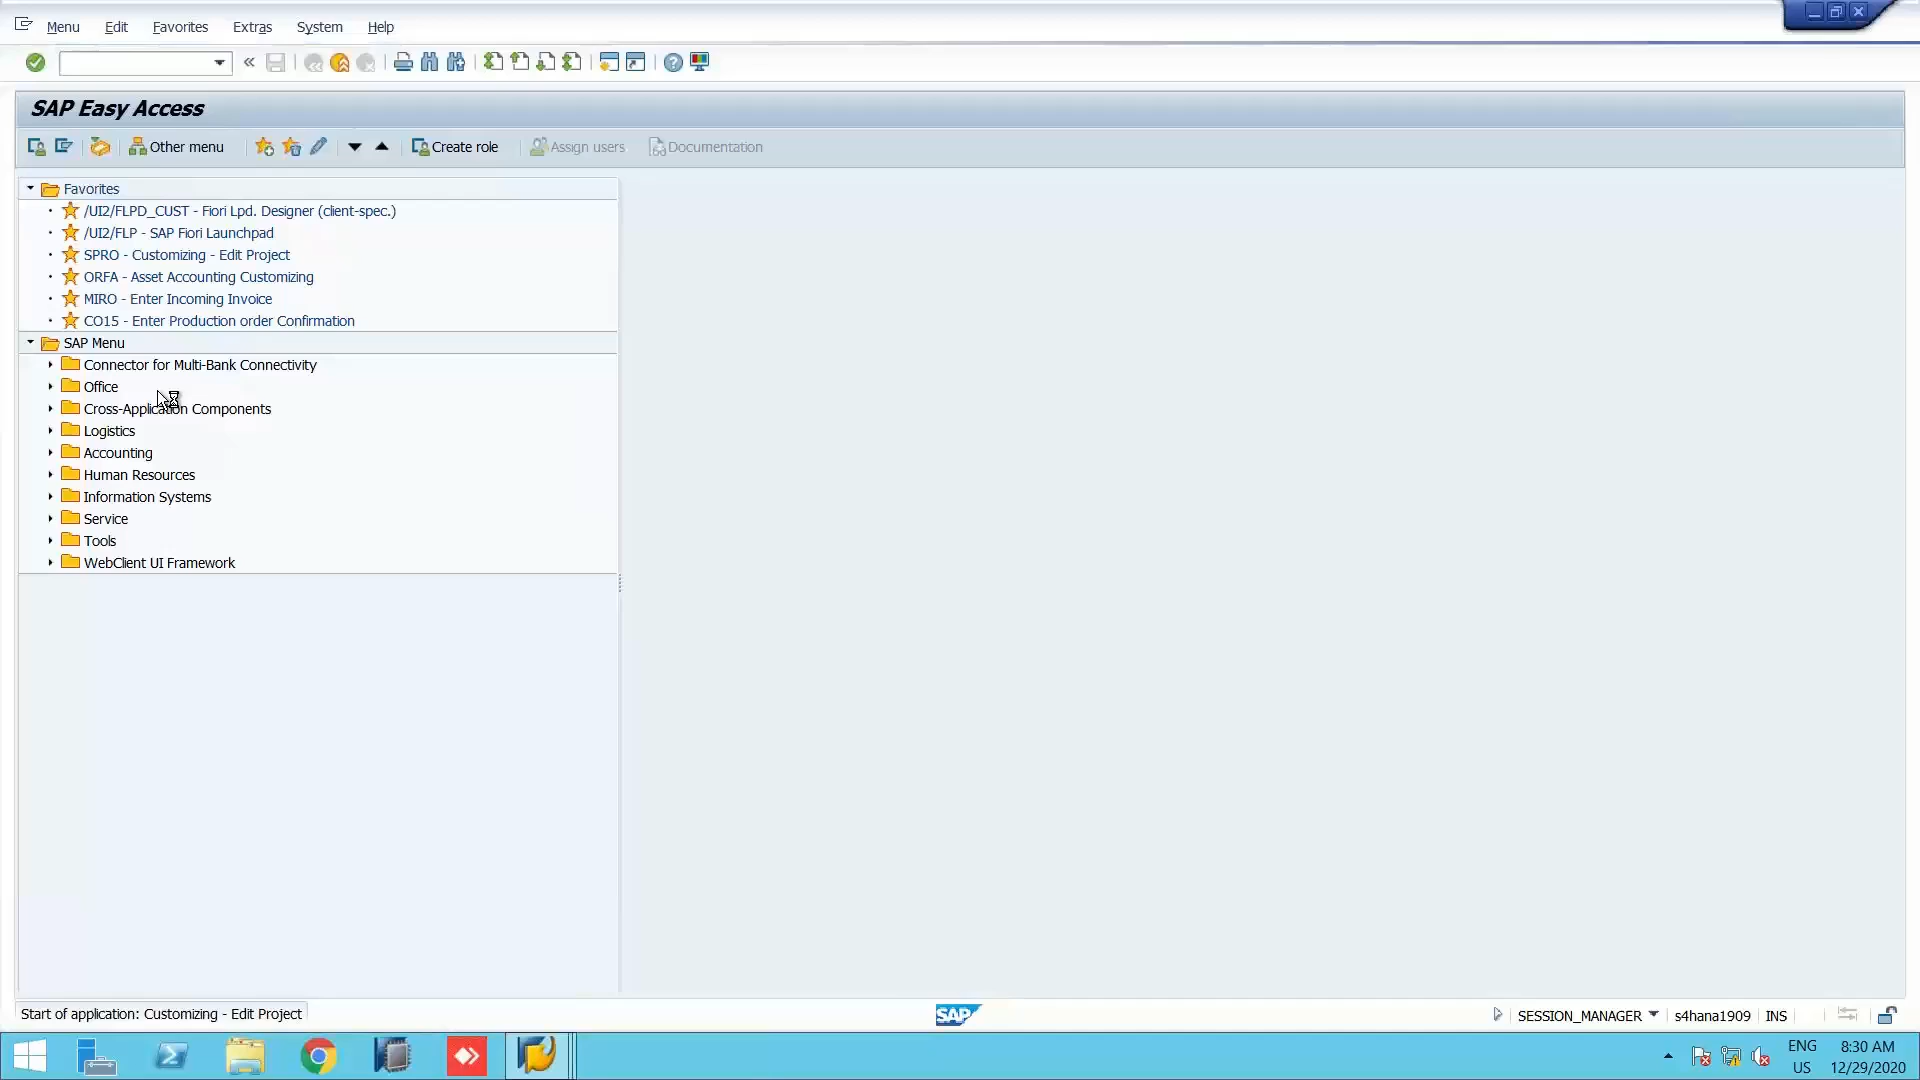 Menu Edit Favorites Extras System Help
SAP Easy Access
Other menu Create role Assign users Documentation
Favorites
/UI2/FLPD_CUST - Fiori Lpd. Designer (client-spec.)
/UI2/FLP - SAP Fiori Launchpad
SPRO - Customizing - Edit Project
ORFA - Asset Accounting Customizing
MIRO - Enter Incoming Invoice
CO15 - Enter Production order Confirmation
SAP Menu
Connector for Multi-Bank Connectivity
Office
Cross-Application Components
Logistics
Accounting
Human Resources
Information Systems
Service
Tools
WebClient UI Framework
Start of application: Customizing - Edit Project SAP SESSION_MANAGER s4hana1909 INS
ENG 8:30 AM
US 12/29/2020